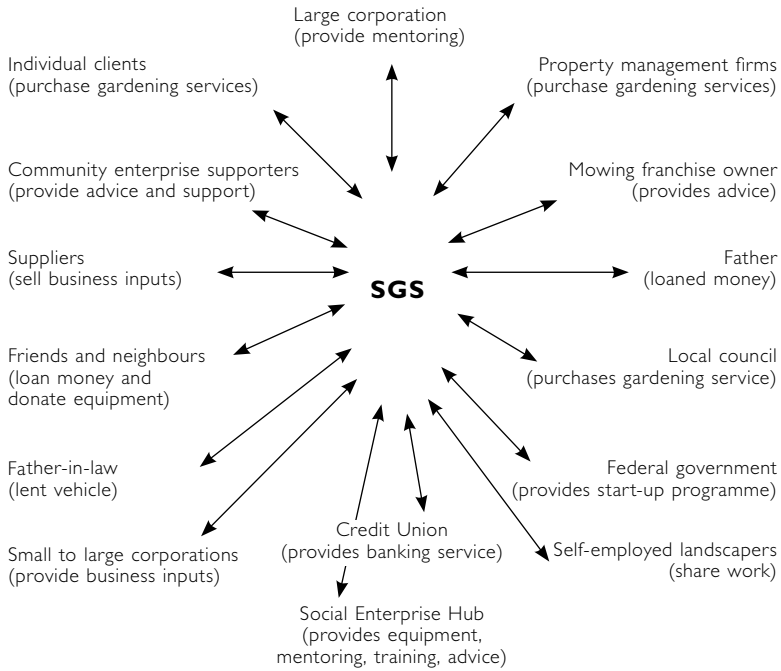 Large corporation
(provide mentoring)
Individual clients
(purchase gardening services)
Property management firms
(purchase gardening services)
Community enterprise supporters
(provide advice and support)
Mowing franchise owner
(provides advice)
Suppliers
(sell business inputs)
SGS
Father
(loaned money)
Friends and neighbours
(loan money and
donate equipment)
Local council
(purchases gardening service)
Father-in-law
(lent vehicle)
Federal government
(provides start-up programme)
Small to large corporations
(provide business inputs)
Credit Union
(provides banking service)
Self-employed landscapers
(share work)
Social Enterprise Hub
(provides equipment,
mentoring, training, advice)